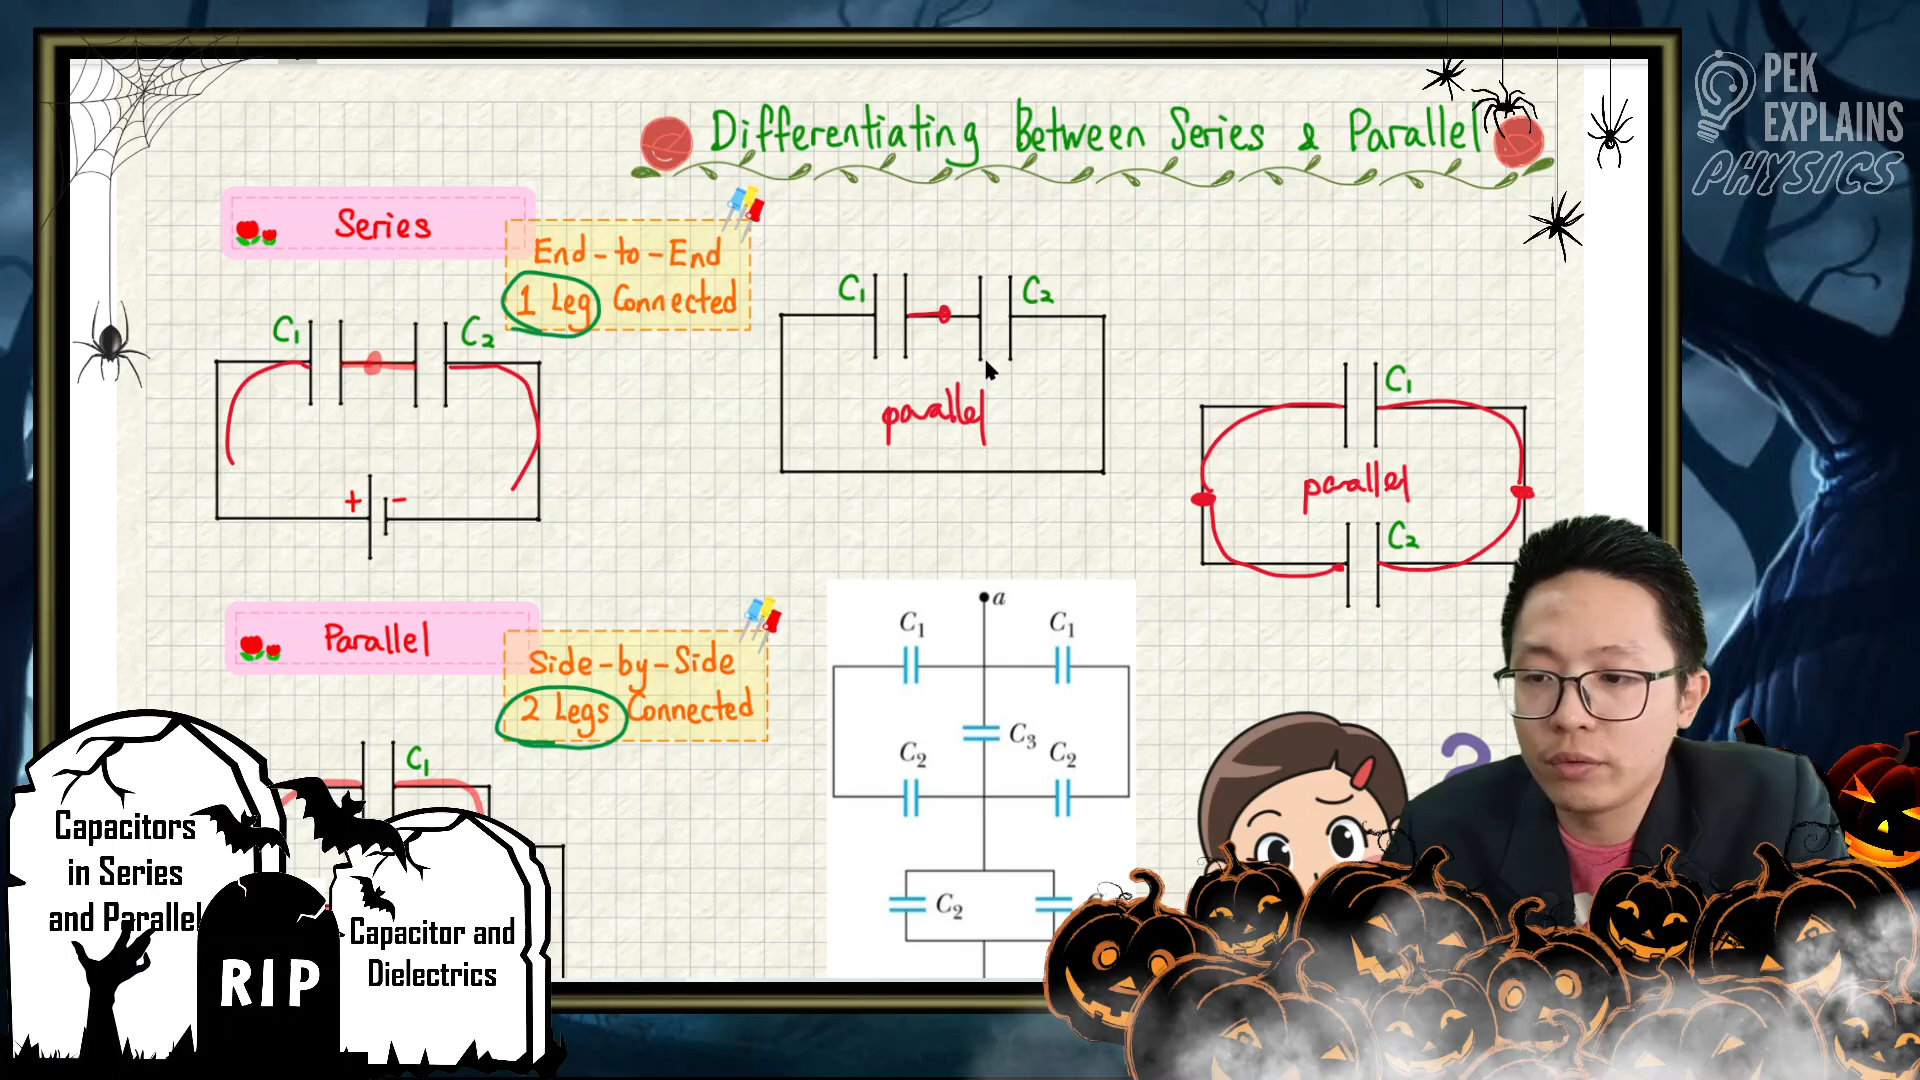 Differentiating Between Series & Parallel
PEK
EXPLAINS
PHYSICS
Series
End-to-End
1 Leg Connected
C₁
C₂
+
-
C₁
C₂
parallel
C₁
parallel
C₂
Parallel
Side-by-Side
2 Legs Connected
C₁
a
C₁
C₁
C₃
C₂
C₂
C₂
?
Capacitors
in Series
and Parallel
RIP
Capacitor and
Dielectrics